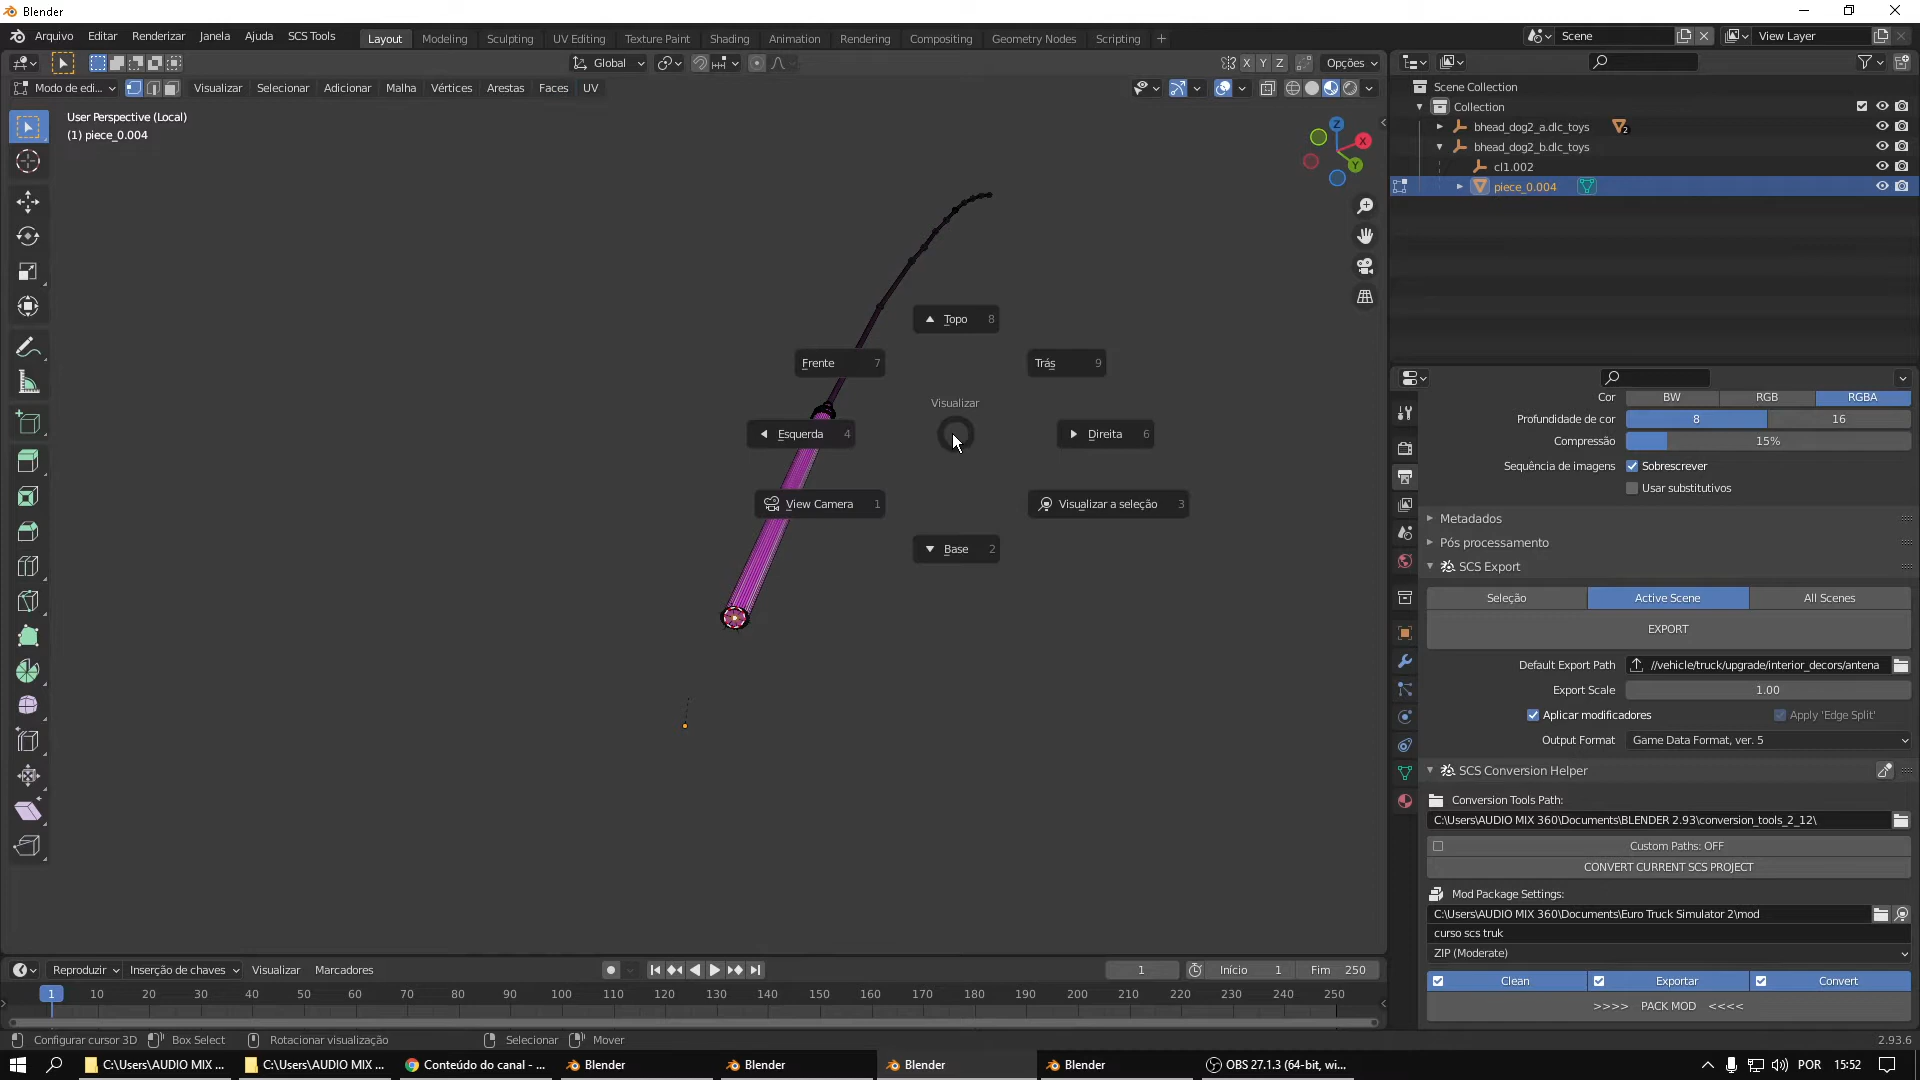 Blender
Arquivo Editar Renderizar Janela Ajuda SCS Tools Layout Modeling Sculpting UV Editing Texture Paint Shading Animation Rendering Compositing Geometry Nodes Scripting + Scene View Layer
Global X Y Z Opções
Modo de edi... Visualizar Selecionar Adicionar Malha Vértices Arestas Faces UV
User Perspective (Local)
(1) piece_0.004
Z X Y
Scene Collection
Collection
bhead_dog2_a.dlc_toys 2
bhead_dog2_b.dlc_toys
cl1.002
piece_0.004
Topo 8
Frente 7
Trás 9
Visualizar
Esquerda 4
Direita 6
View Camera 1
Visualizar a seleção 3
Base 2
Cor BW RGB RGBA
Profundidade de cor 8 16
Compressão 15%
Sequência de imagens Sobrescrever
Usar substitutivos
Metadados
Pós processamento
SCS Export
Seleção Active Scene All Scenes
EXPORT
Default Export Path //vehicle/truck/upgrade/interior_decors/antena
Export Scale 1.00
Aplicar modificadores Apply 'Edge Split'
Output Format Game Data Format, ver. 5
SCS Conversion Helper
Conversion Tools Path:
C:\Users\AUDIO MIX 360\Documents\BLENDER 2.93\conversion_tools_2_12\
Custom Paths: OFF
CONVERT CURRENT SCS PROJECT
Mod Package Settings:
C:\Users\AUDIO MIX 360\Documents\Euro Truck Simulator 2\mod
curso scs truk
ZIP (Moderate)
Clean Exportar Convert
>>>> PACK MOD <<<<
Reproduzir Inserção de chaves Visualizar Marcadores 1 Início 1 Fim 250
1 10 20 30 40 50 60 70 80 90 100 110 120 130 140 150 160 170 180 190 200 210 220 230 240 250
Configurar cursor 3D Box Select Rotacionar visualização Selecionar Mover 2.93.6
C:\Users\AUDIO MIX ... C:\Users\AUDIO MIX ... Conteúdo do canal - ... Blender Blender Blender Blender OBS 27.1.3 (64-bit, wi... POR 15:52